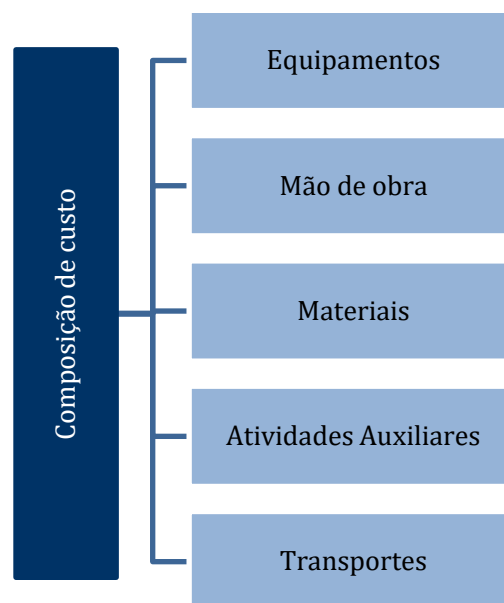 Composição de custo
Equipamentos
Mão de obra
Materiais
Atividades Auxiliares
Transportes